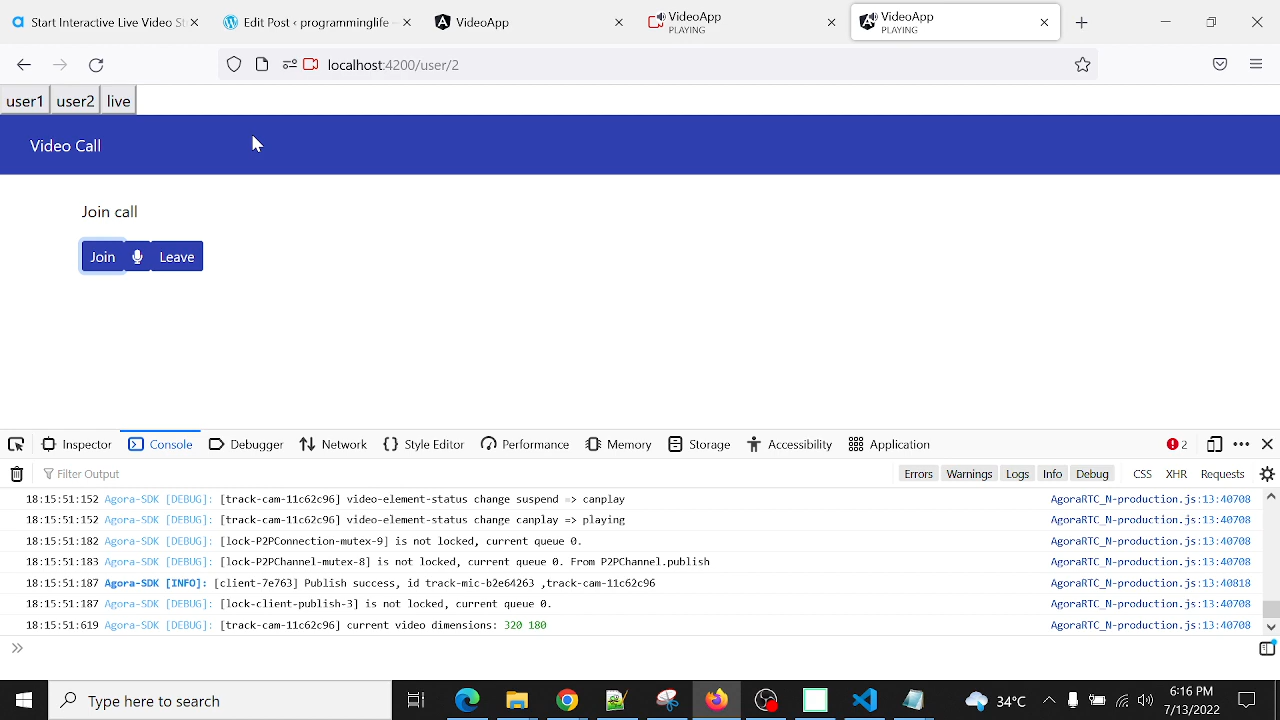 Start Interactive Live Video St
Edit Post ‹ programminglife —
VideoApp
VideoApp
PLAYING
VideoApp
PLAYING
localhost:4200/user/2
user1 user2 live
Video Call
Join call
Join Leave
Inspector Console Debugger Network Style Editor Performance Memory Storage Accessibility Application 2
Filter Output Errors Warnings Logs Info Debug CSS XHR Requests
18:15:51:152 Agora-SDK [DEBUG]: [track-cam-11c62c96] video-element-status change suspend => canplay AgoraRTC_N-production.js:13:40708
18:15:51:152 Agora-SDK [DEBUG]: [track-cam-11c62c96] video-element-status change canplay => playing AgoraRTC_N-production.js:13:40708
18:15:51:182 Agora-SDK [DEBUG]: [lock-P2PConnection-mutex-9] is not locked, current queue 0. AgoraRTC_N-production.js:13:40708
18:15:51:183 Agora-SDK [DEBUG]: [lock-P2PChannel-mutex-8] is not locked, current queue 0. From P2PChannel.publish AgoraRTC_N-production.js:13:40708
18:15:51:187 Agora-SDK [INFO]: [client-7e763] Publish success, id track-mic-b2e64263 ,track-cam-11c62c96 AgoraRTC_N-production.js:13:40818
18:15:51:187 Agora-SDK [DEBUG]: [lock-client-publish-3] is not locked, current queue 0. AgoraRTC_N-production.js:13:40708
18:15:51:619 Agora-SDK [DEBUG]: [track-cam-11c62c96] current video dimensions: 320 180 AgoraRTC_N-production.js:13:40708
Type here to search
34°C
6:16 PM
7/13/2022